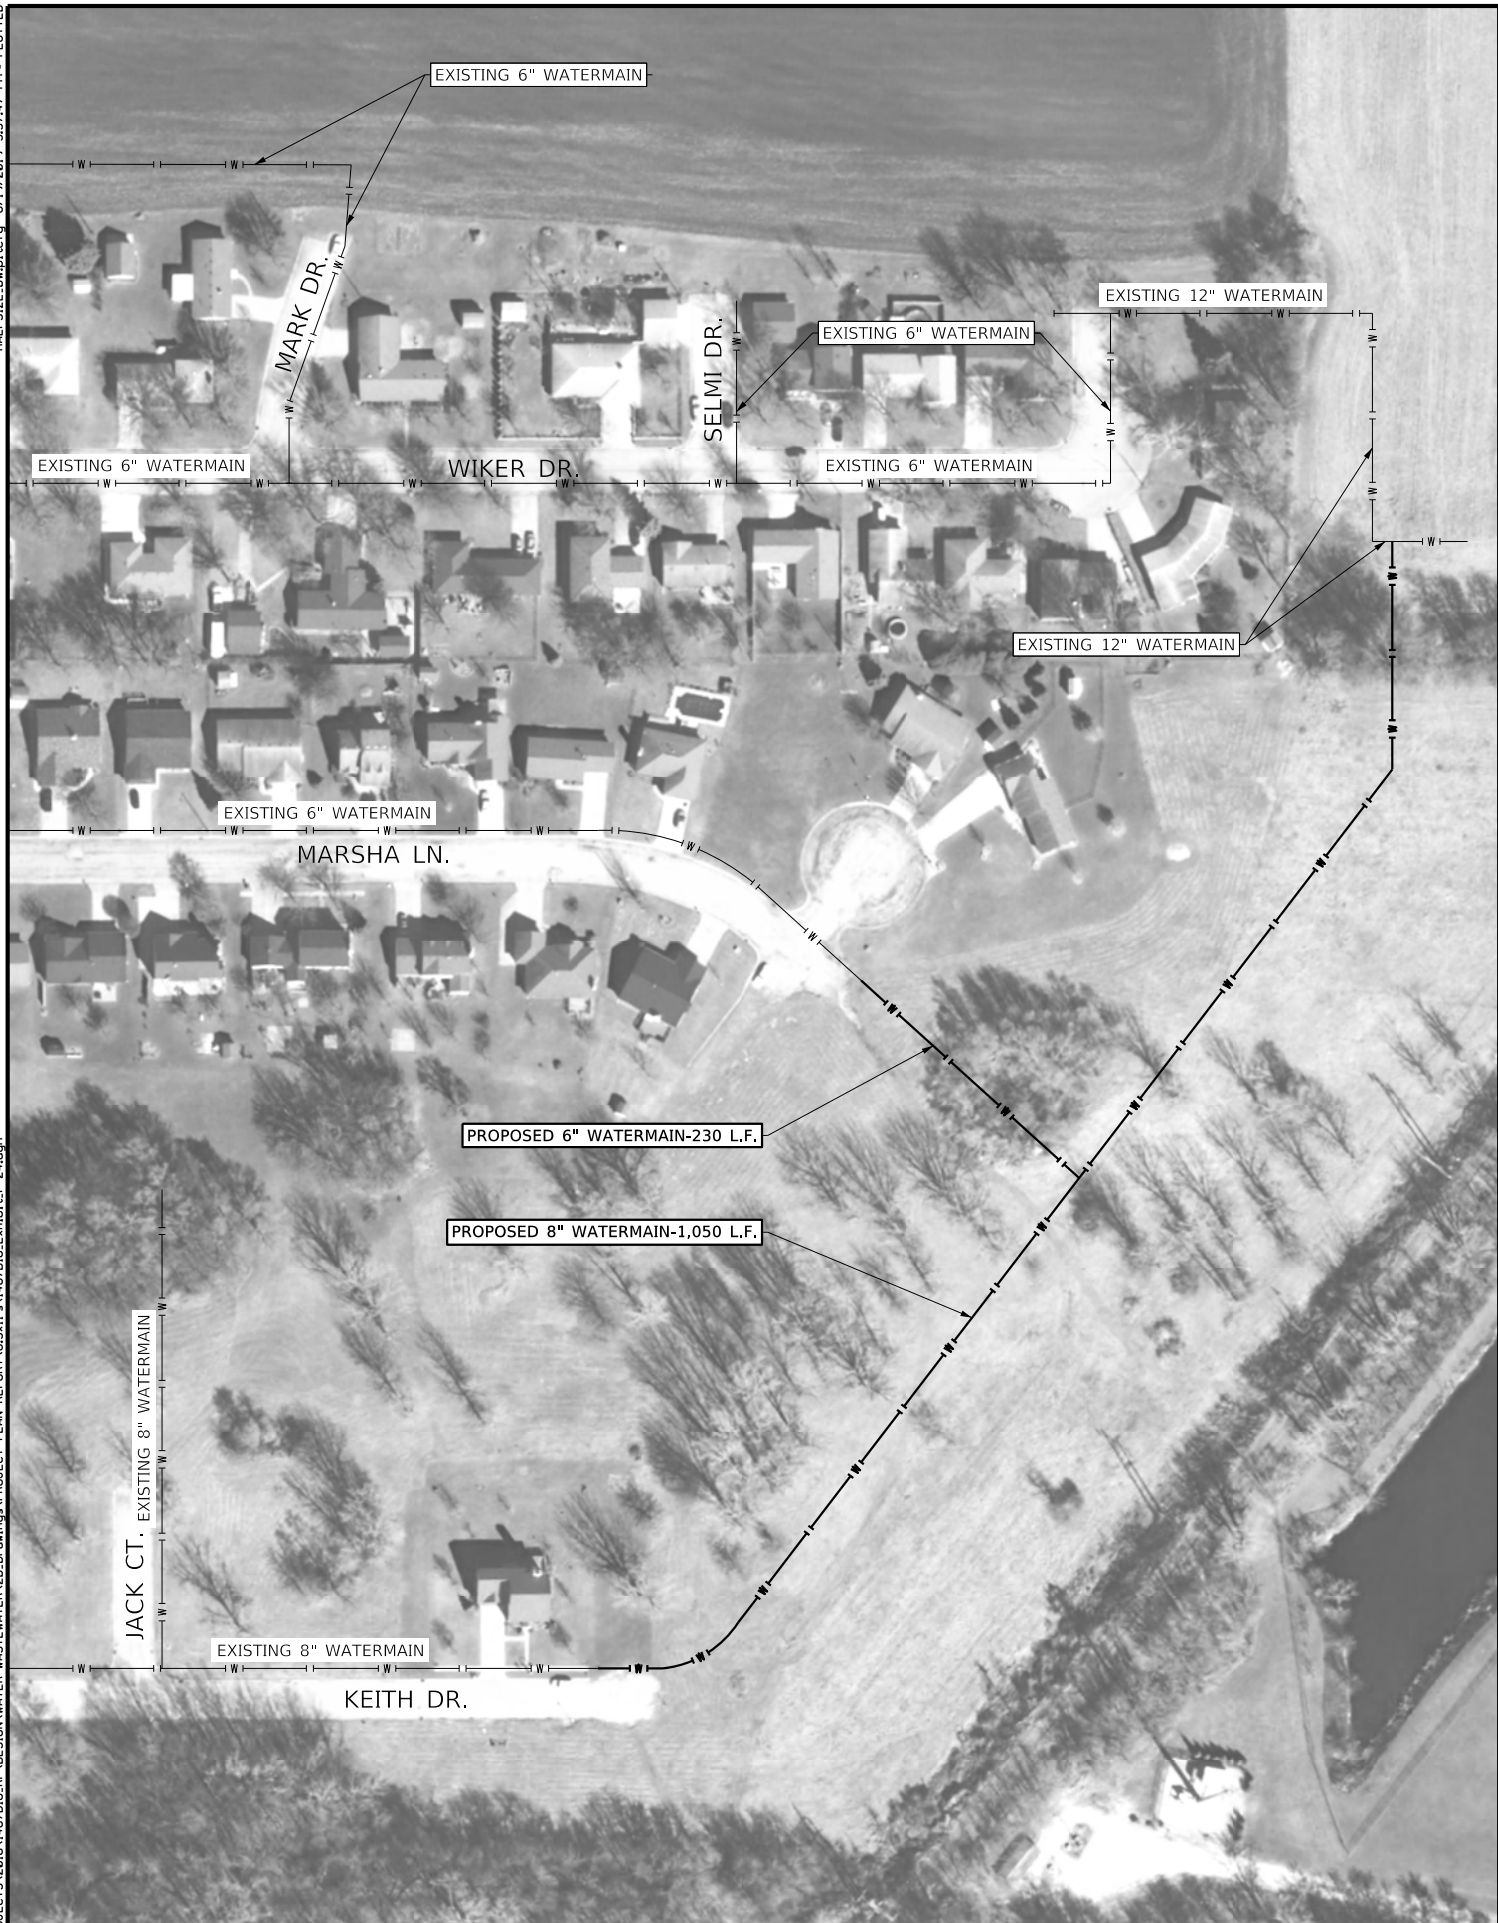 EXISTING 6" WATERMAIN
MARK DR.
EXISTING 12" WATERMAIN
SELMI DR.
EXISTING 6" WATERMAIN
EXISTING 6" WATERMAIN
WIKER DR.
EXISTING 6" WATERMAIN
EXISTING 12" WATERMAIN
EXISTING 6" WATERMAIN
MARSHA LN.
PROPOSED 6" WATERMAIN-230 L.F.
PROPOSED 8" WATERMAIN-1,050 L.F.
EXISTING 8" WATERMAIN
JACK CT.
EXISTING 8" WATERMAIN
KEITH DR.